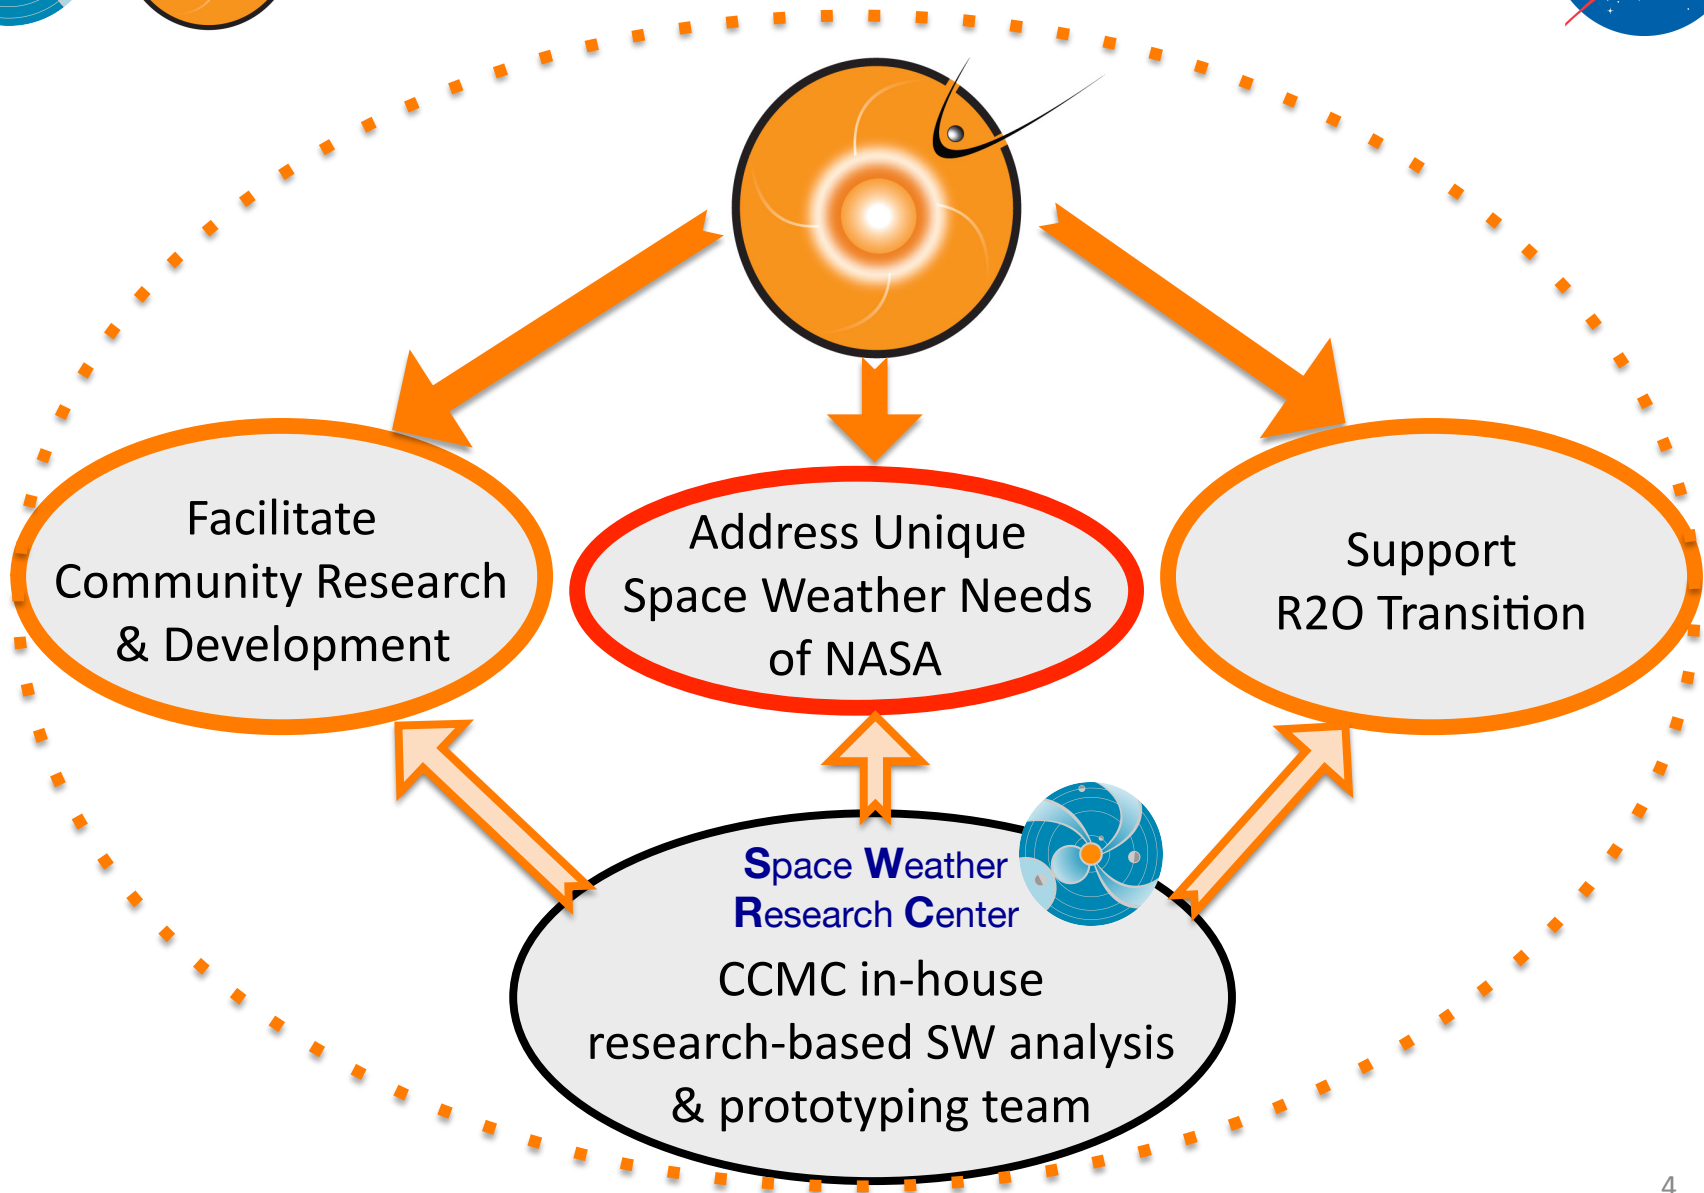 Facilitate
Community Research
& Development
Address Unique
Space Weather Needs
of NASA
Support
R2O Transition
Space Weather
Research Center
CCMC in-house
research-based SW analysis
& prototyping team
4